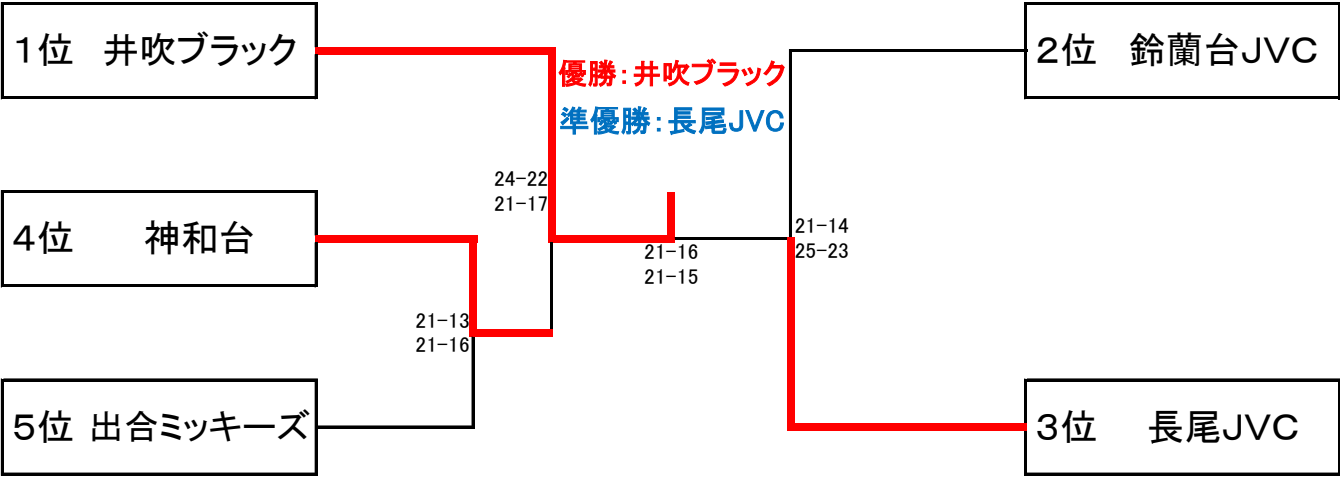 １位　井吹ブラック
２位　鈴蘭台ＪＶＣ
優勝：井吹ブラック
準優勝：長尾JVC
24-22
21-17
４位　　神和台
21-14
25-23
21-16
21-15
21-13
21-16
５位 出合ミッキーズ
３位　　長尾ＪＶＣ